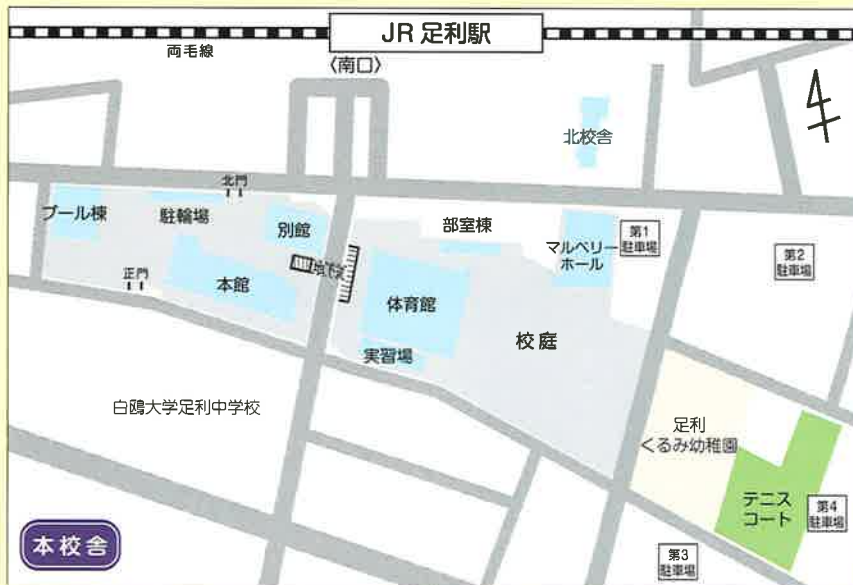 JR 足利駅
両毛線
〈南口〉
北校舎
北門
プール棟
駐輪場
別館
部室棟
マルベリー
ホール
第1
駐車場
第2
駐車場
正門
本館
地下道
体育館
校庭
実習場
白鴎大学足利中学校
足利
くるみ幼稚園
テニス
コート
第4
駐車場
第3
駐車場
本校舎